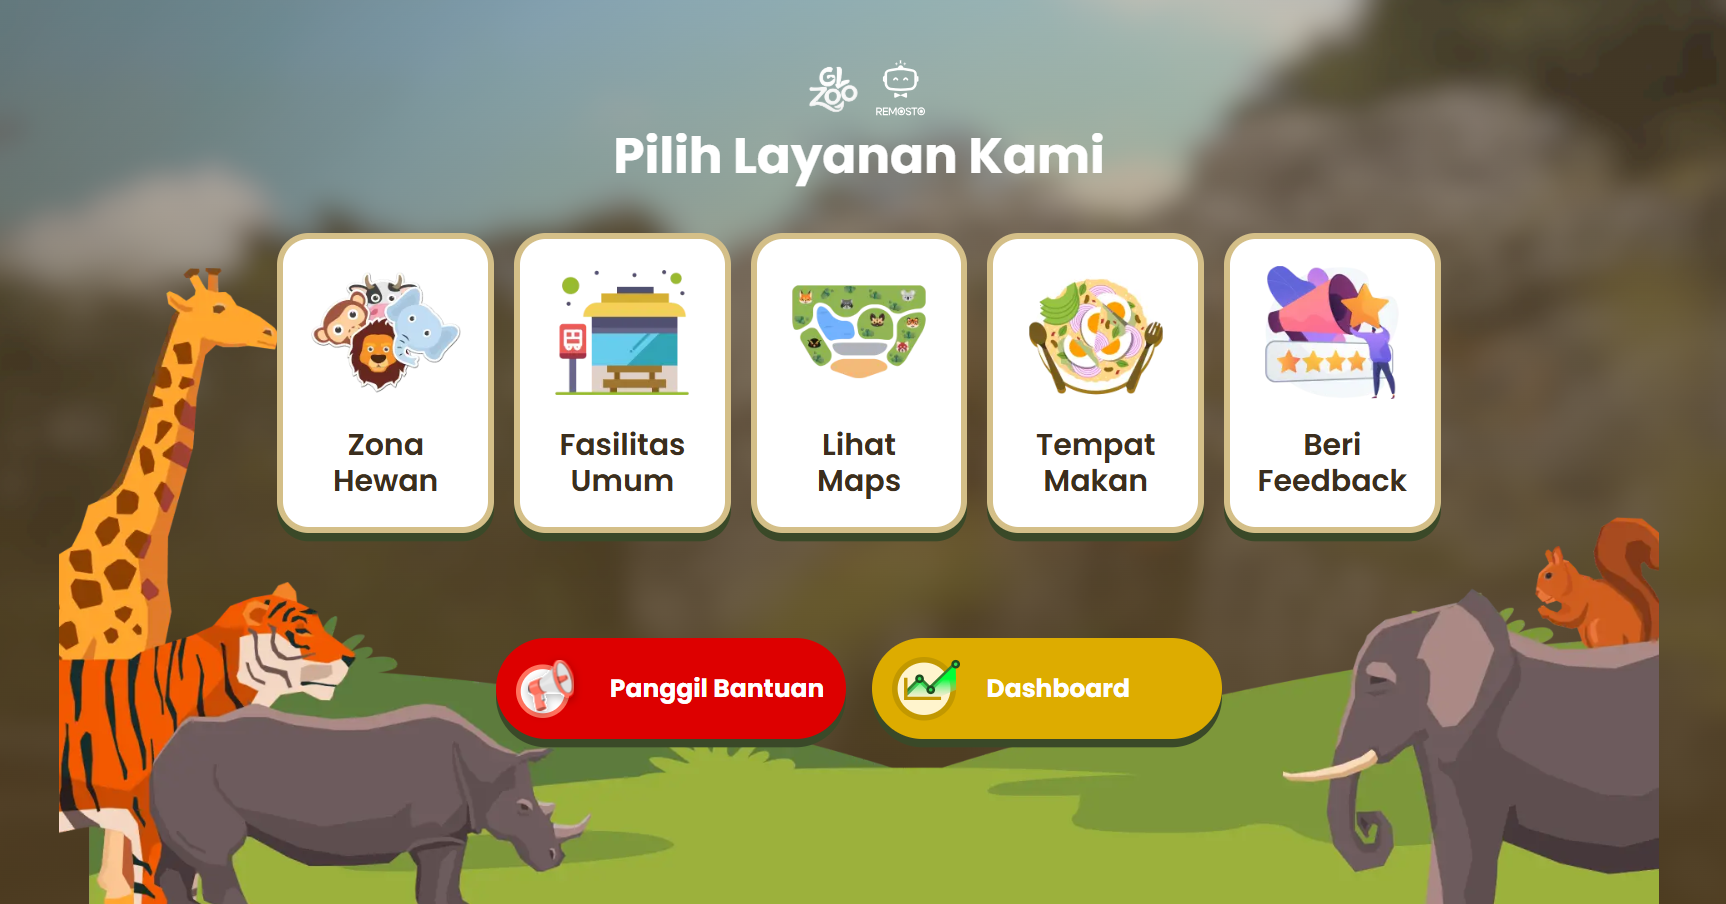 GL
ZOO
REMOSTO
Pilih Layanan Kami
Zona
Hewan
Fasilitas
Umum
Lihat
Maps
Tempat
Makan
Beri
Feedback
Panggil Bantuan
Dashboard